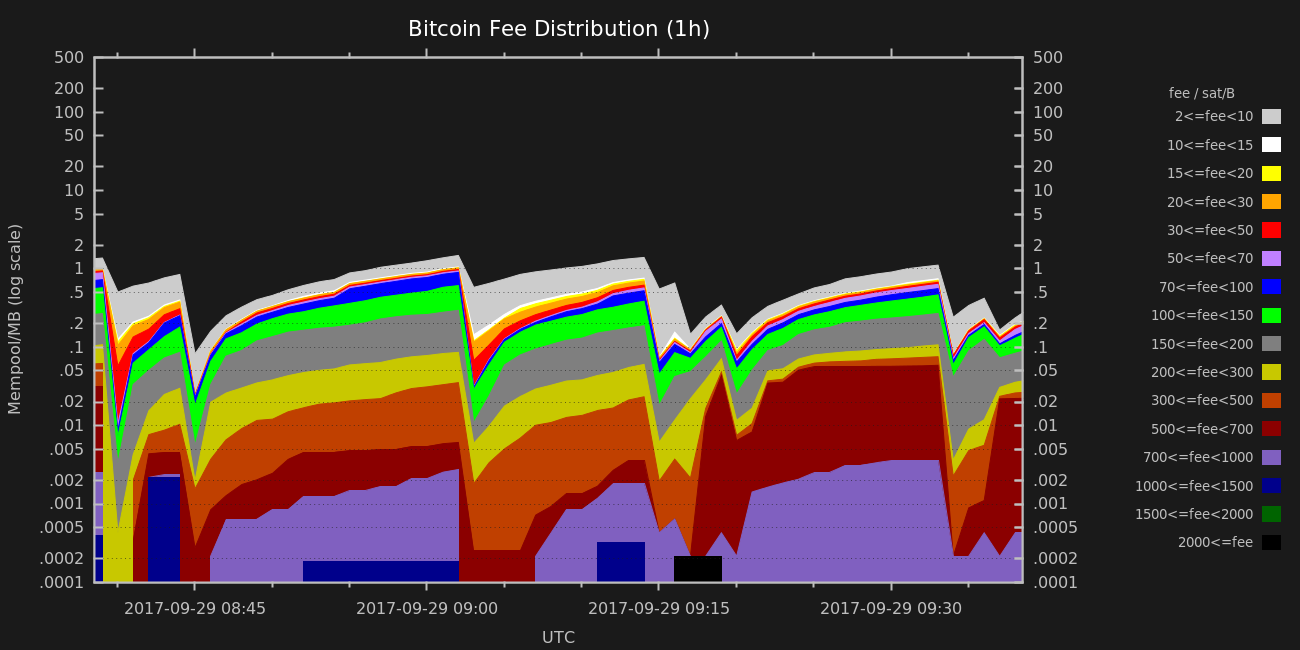 Bitcoin Fee Distribution (1h)
500 500
200 200
100 100
50 50
20 20
10 10
5 5
2 2
1 1
.5 .5
.2 .2
.1 .1
.05 .05
.02 .02
.01 .01
.005 .005
.002 .002
.001 .001
.0005 .0005
.0002 .0002
.0001 .0001
Mempool/MB (log scale)
2017-09-29 08:45 2017-09-29 09:00 2017-09-29 09:15 2017-09-29 09:30
UTC
fee / sat/B
2<=fee<10
10<=fee<15
15<=fee<20
20<=fee<30
30<=fee<50
50<=fee<70
70<=fee<100
100<=fee<150
150<=fee<200
200<=fee<300
300<=fee<500
500<=fee<700
700<=fee<1000
1000<=fee<1500
1500<=fee<2000
2000<=fee